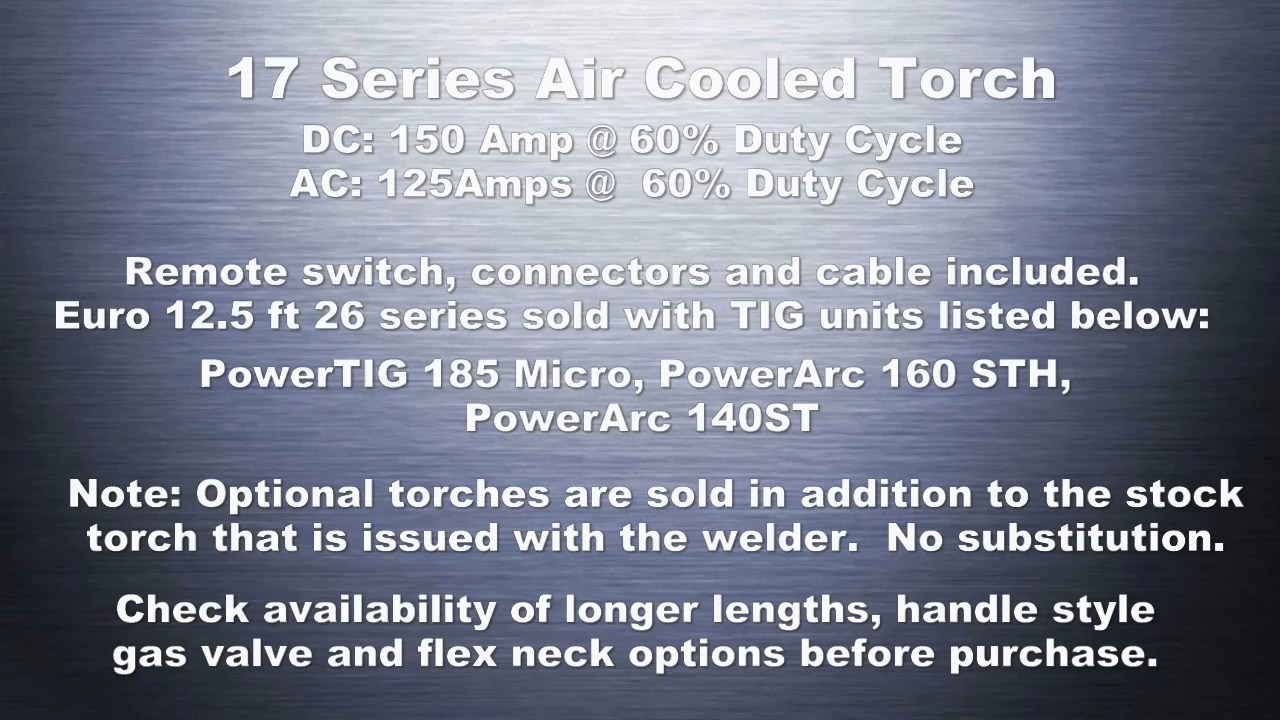 17 Series Air Cooled Torch
DC: 150 Amp @ 60% Duty Cycle
AC: 125Amps @  60% Duty Cycle
Remote switch, connectors and cable included.
Euro 12.5 ft 26 series sold with TIG units listed below:
PowerTIG 185 Micro, PowerArc 160 STH,
PowerArc 140ST
Note: Optional torches are sold in addition to the stock
torch that is issued with the welder.  No substitution.
Check availability of longer lengths, handle style
gas valve and flex neck options before purchase.